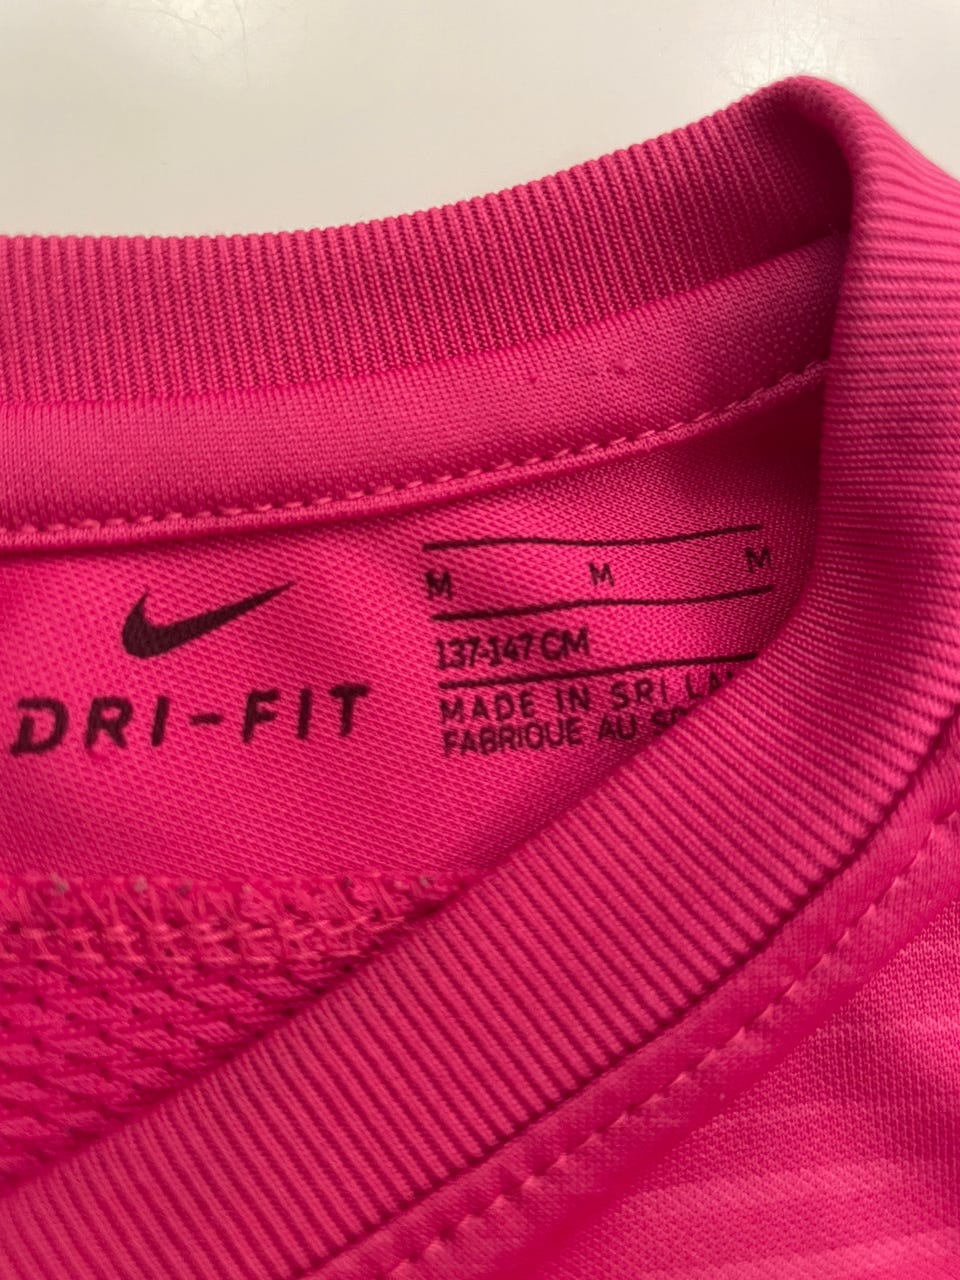 M M M
137-147 CM
MADE IN SRI
FABRIQUE AU
DRI-FIT